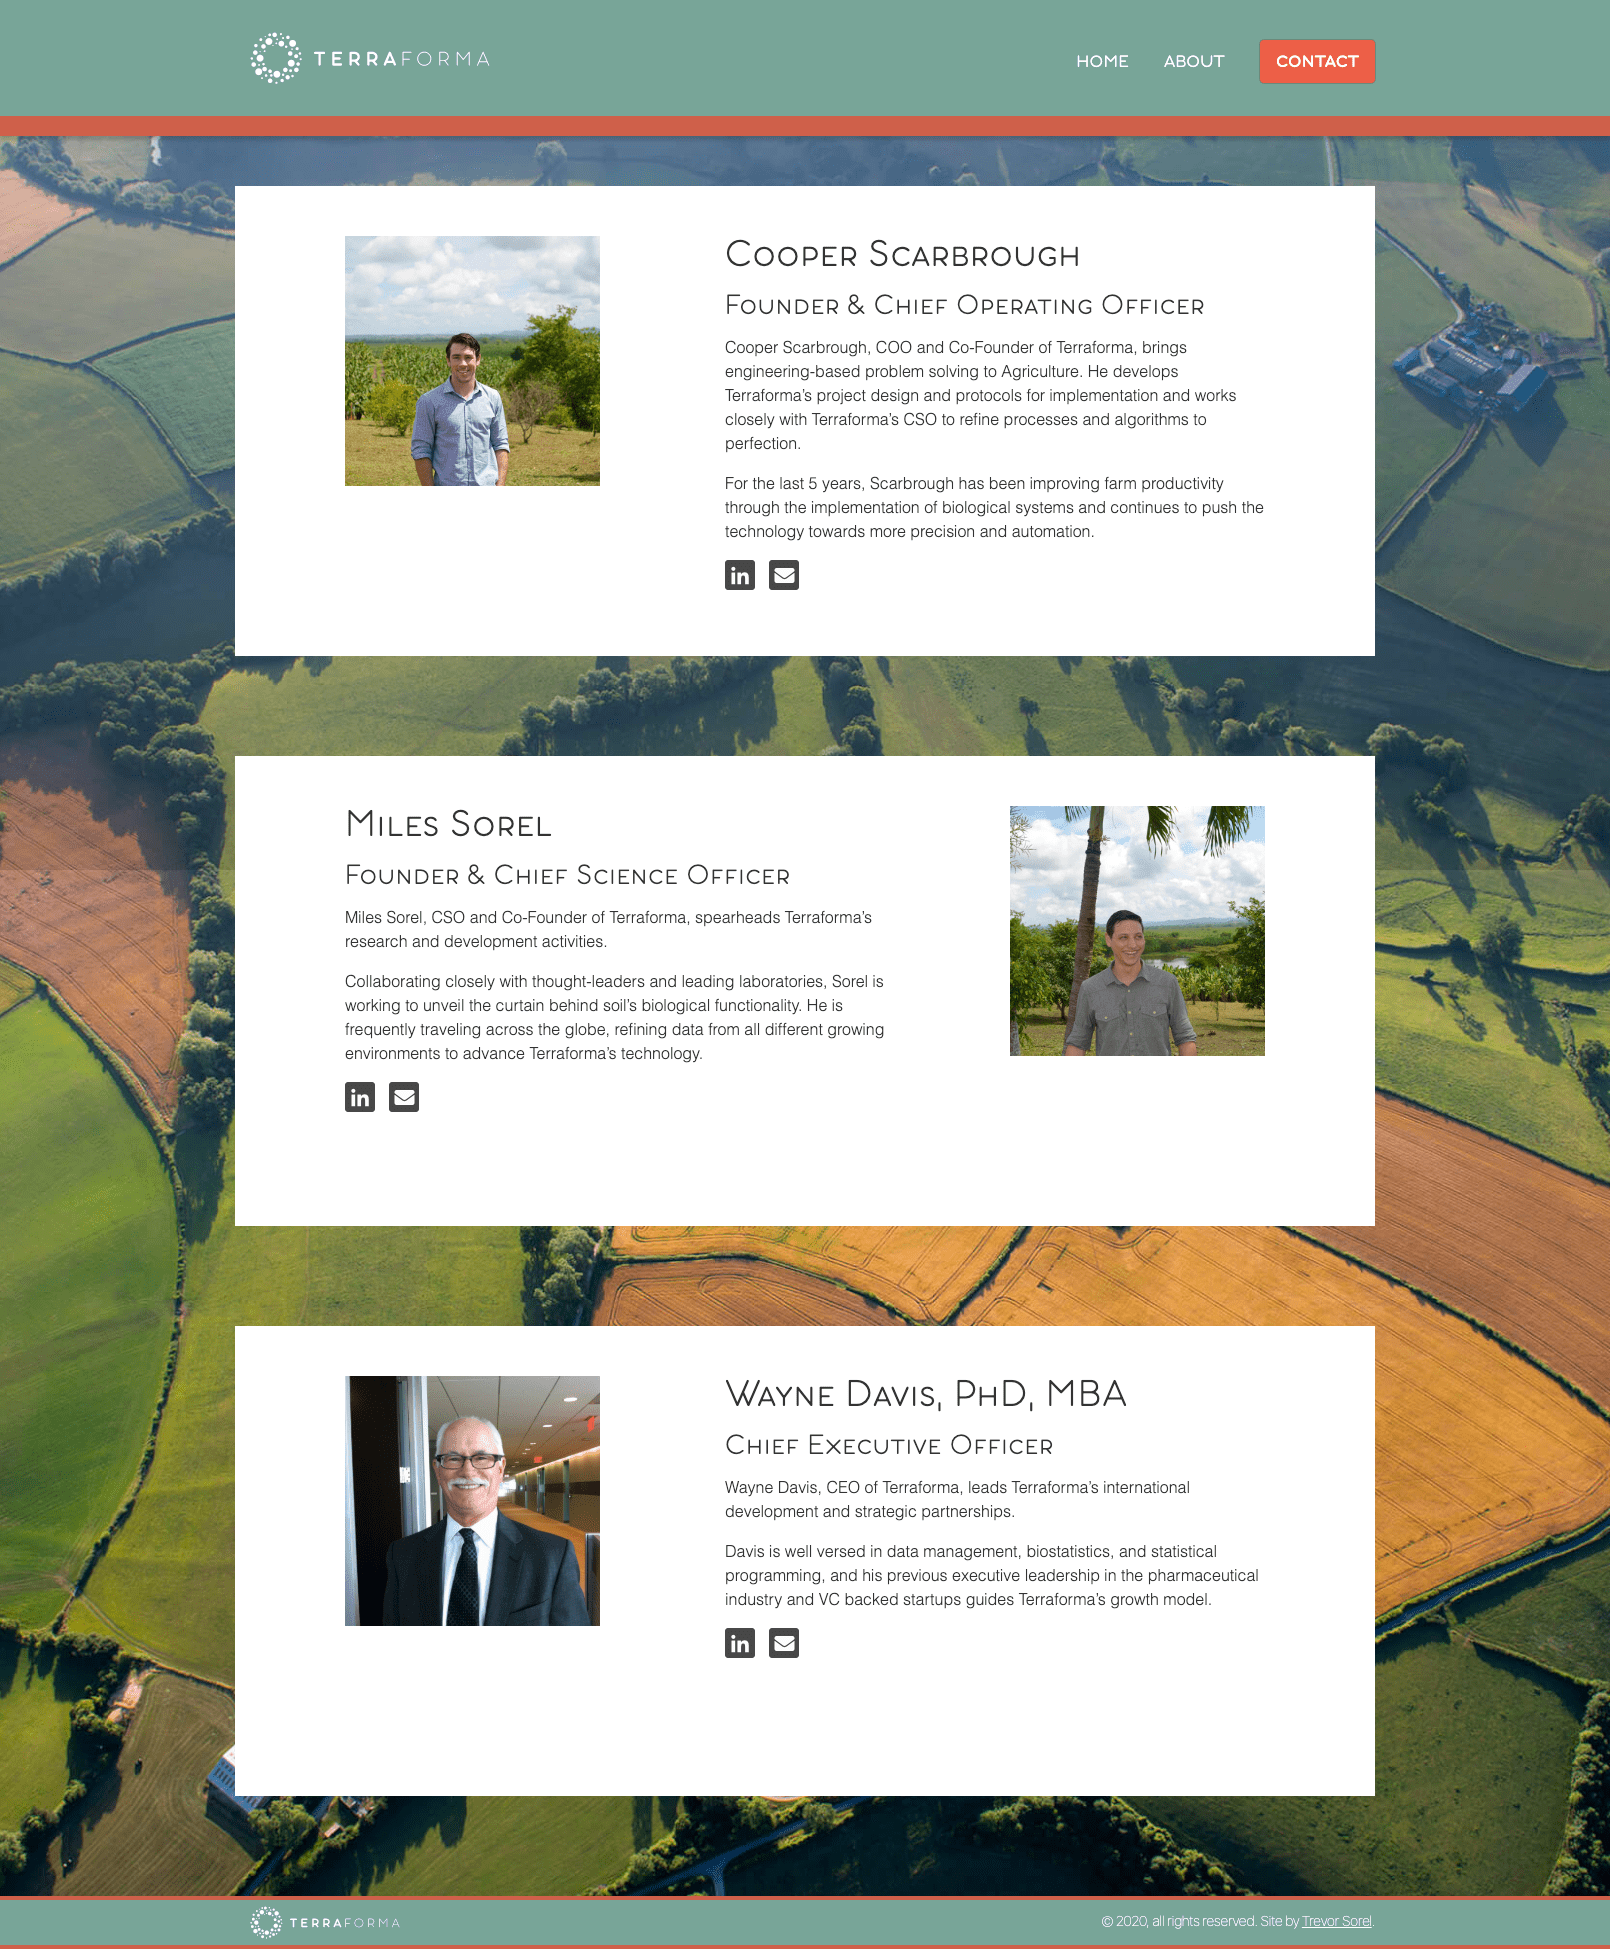 TERRAFORMA
HOME ABOUT CONTACT
Cooper Scarbrough
Founder & Chief Operating Officer
Cooper Scarbrough, COO and Co-Founder of Terraforma, brings
engineering-based problem solving to Agriculture. He develops
Terraforma’s project design and protocols for implementation and works
closely with Terraforma’s CSO to refine processes and algorithms to
perfection.
For the last 5 years, Scarbrough has been improving farm productivity
through the implementation of biological systems and continues to push the
technology towards more precision and automation.
in
Miles Sorel
Founder & Chief Science Officer
Miles Sorel, CSO and Co-Founder of Terraforma, spearheads Terraforma’s
research and development activities.
Collaborating closely with thought-leaders and leading laboratories, Sorel is
working to unveil the curtain behind soil’s biological functionality. He is
frequently traveling across the globe, refining data from all different growing
environments to advance Terraforma’s technology.
in
Wayne Davis, PhD, MBA
Chief Executive Officer
Wayne Davis, CEO of Terraforma, leads Terraforma’s international
development and strategic partnerships.
Davis is well versed in data management, biostatistics, and statistical
programming, and his previous executive leadership in the pharmaceutical
industry and VC backed startups guides Terraforma’s growth model.
in
TERRAFORMA
© 2020, all rights reserved. Site by Trevor Sorel.